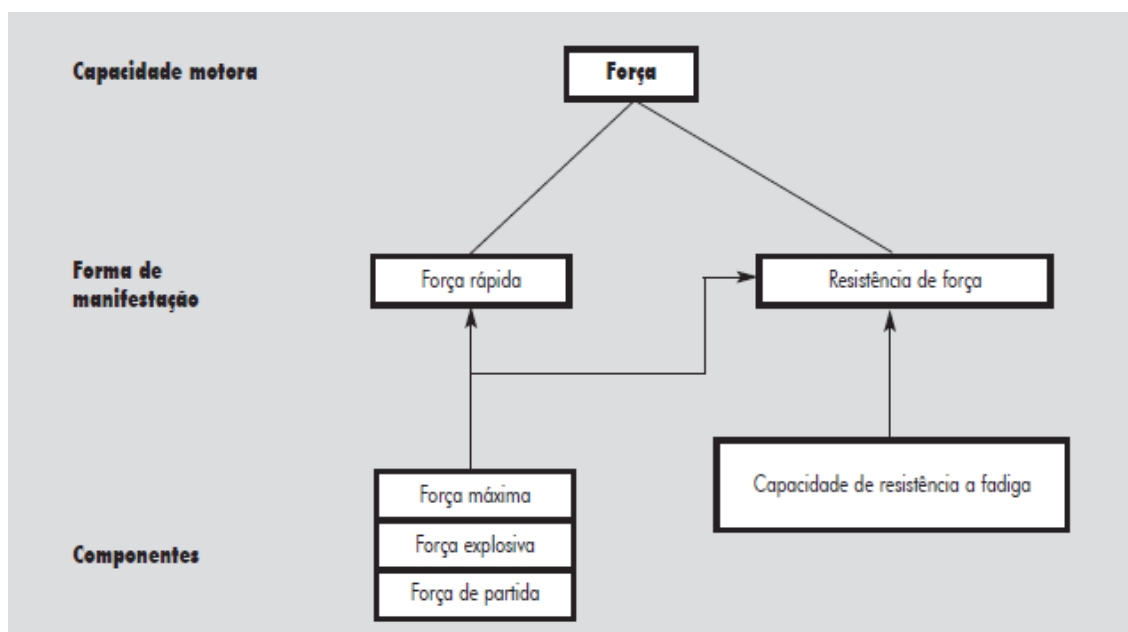 Capacidade motora
Força
Forma de
manifestação
Força rápida
Resistência de força
Componentes
Força máxima
Força explosiva
Força de partida
Capacidade de resistência a fadiga